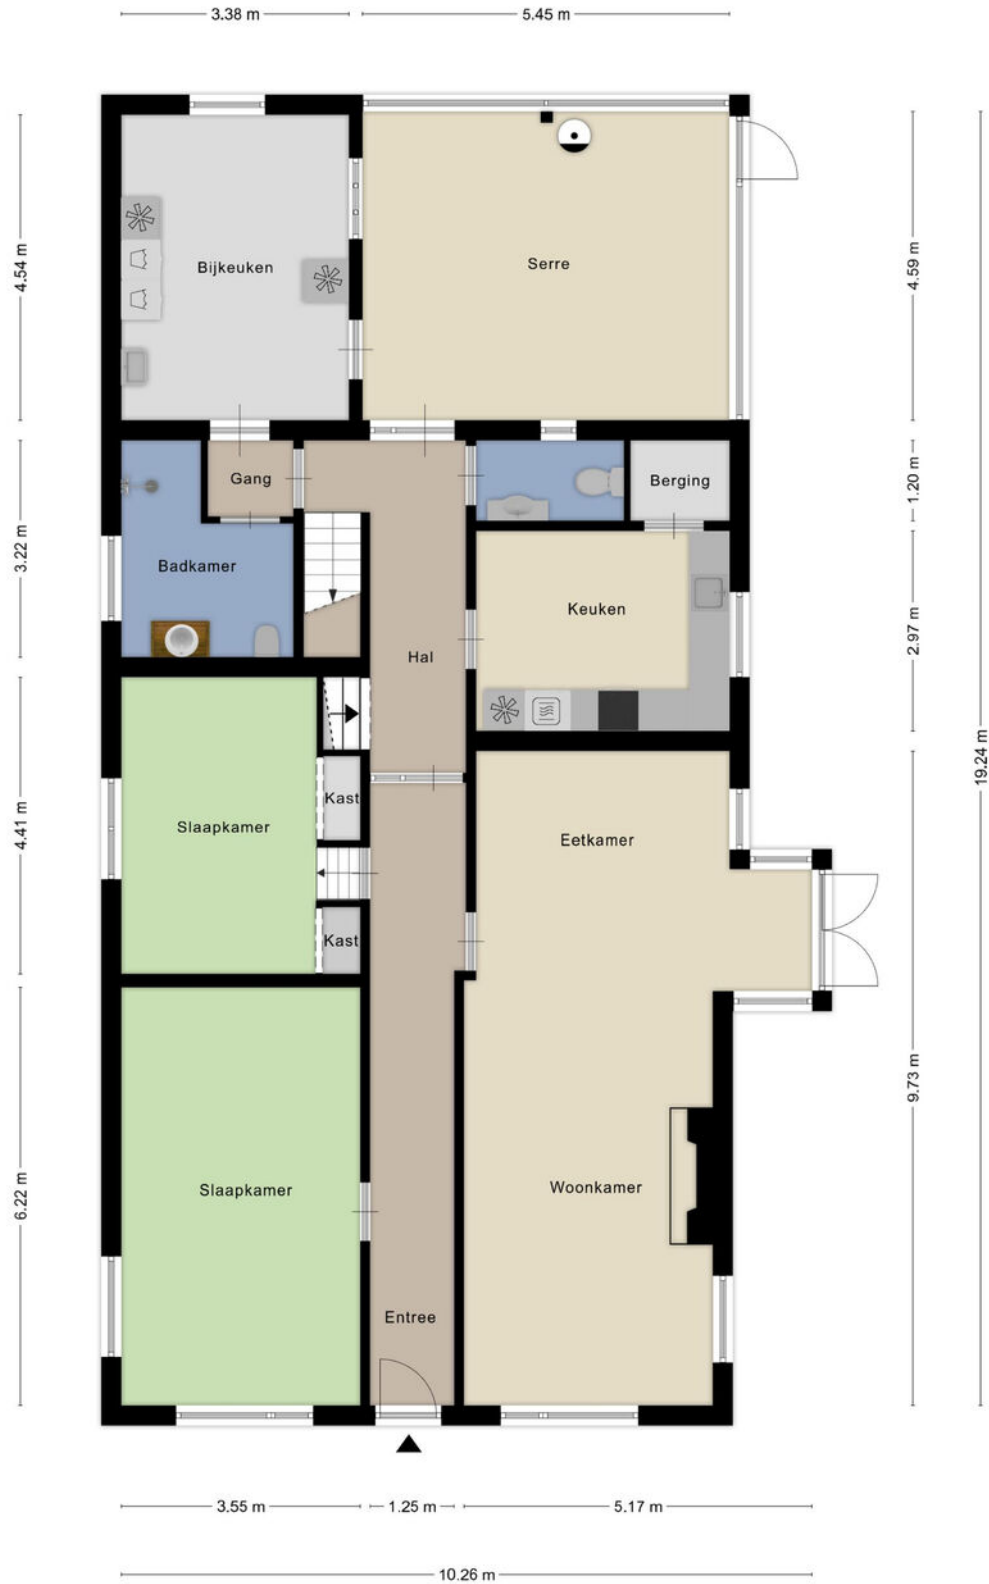 3.38 m
5.45 m
4.54 m
Bijkeuken
Serre
4.59 m
3.22 m
Gang
Berging
1.20 m
Badkamer
Keuken
2.97 m
Hal
19.24 m
4.41 m
Kast
Slaapkamer
Eetkamer
Kast
9.73 m
6.22 m
Slaapkamer
Woonkamer
Entree
3.55 m
1.25 m
5.17 m
10.26 m